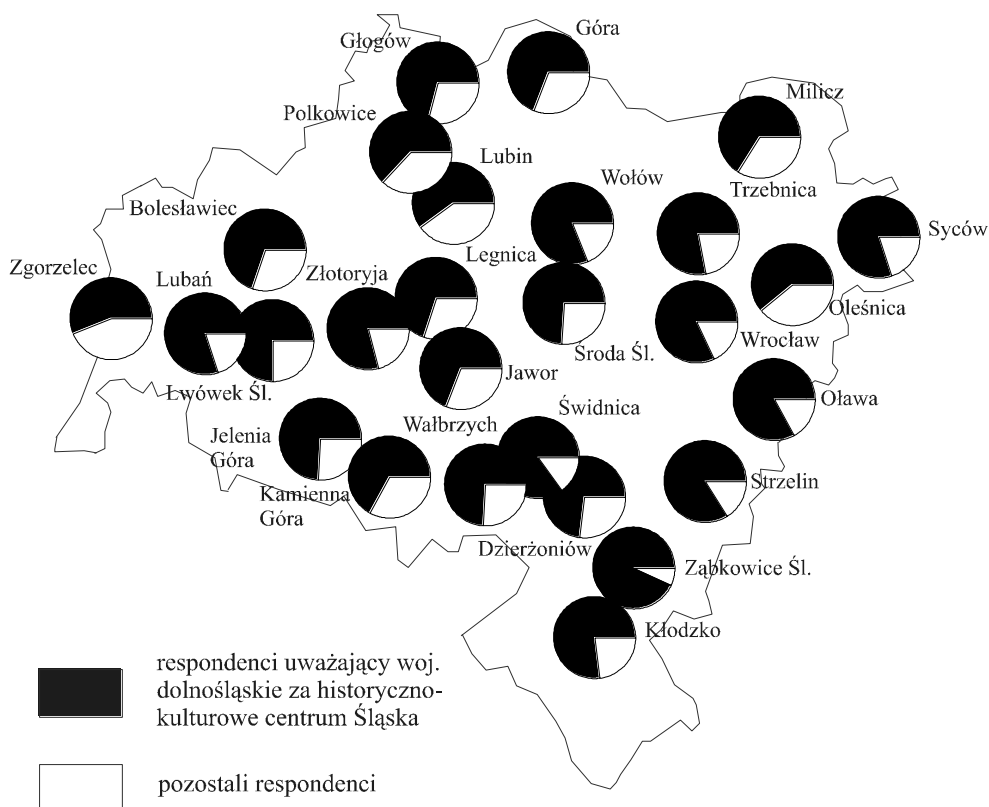 Góra
Głogów
Milicz
Polkowice
Lubin
Wołów
Trzebnica
Bolesławiec
Syców
Legnica
Zgorzelec
Lubań
Złotoryja
Oleśnica
Wrocław
Środa Śl.
Jawor
Lwówek Śl.
Oława
Świdnica
Wałbrzych
Jelenia
Góra
Strzelin
Kamienna
Góra
Dzierżoniów
Ząbkowice Śl.
Kłodzko
respondenci uważający woj.
dolnośląskie za historyczno-
kulturowe centrum Śląska
pozostali respondenci